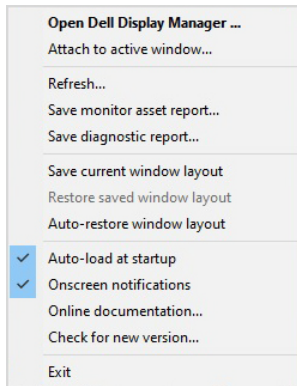 Open Dell Display Manager ...
Attach to active window...
Refresh...
Save monitor asset report...
Save diagnostic report...
Save current window layout
Restore saved window layout
Auto-restore window layout
Auto-load at startup
Onscreen notifications
Online documentation...
Check for new version...
Exit